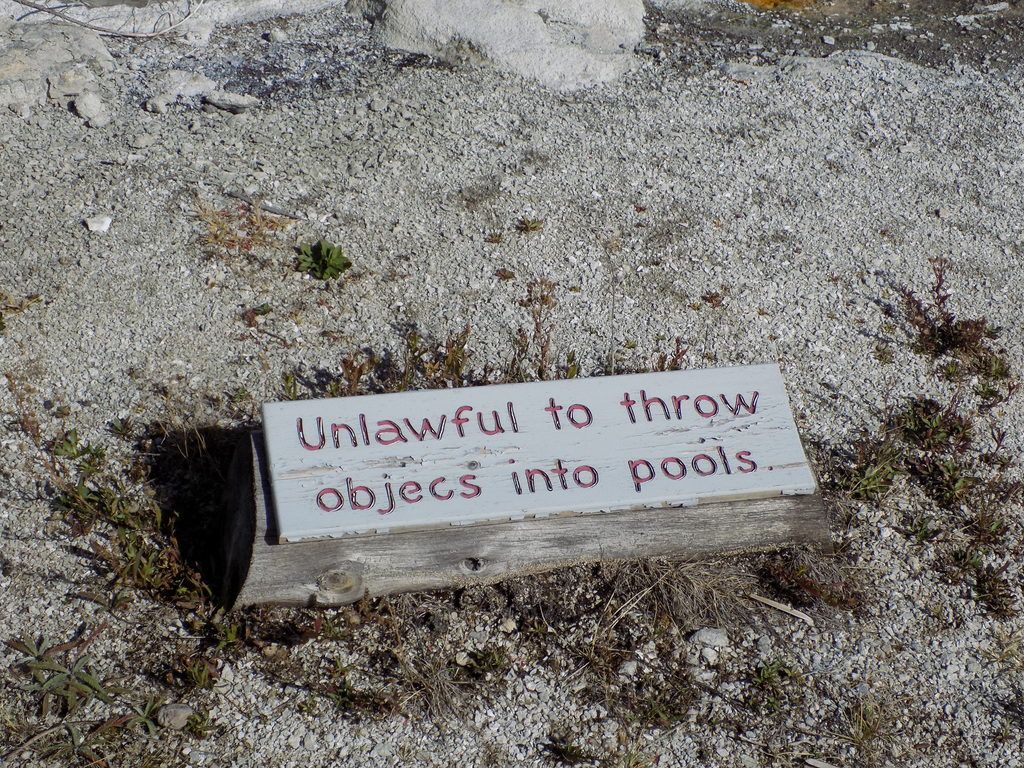 Unlawful to throw
objecs into pools.